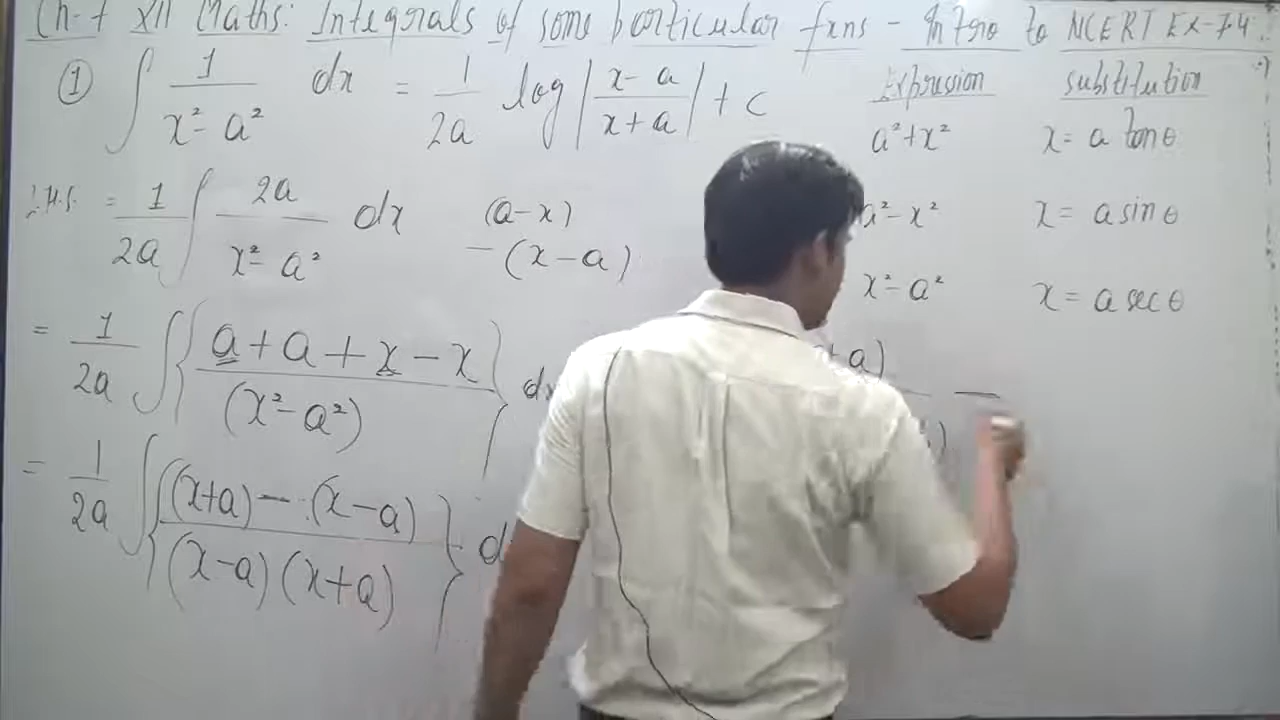 Ch-7 XII Maths: Integrals of some particular fxns - Intro to NCERT Ex-7.4
① ∫ 1/(x² - a²) dx = 1/2a log |(x - a)/(x + a)| + c
L.H.S. = 1/2a ∫ 2a/(x² - a²) dx
(a - x)
- (x - a)
= 1/2a ∫ { (a + a + x - x)/(x² - a²) } dx
= 1/2a ∫ { ((x+a) - (x-a))/((x-a)(x+a)) } d
Expression substitution
a²+x² x = a tanθ
a² - x² x = a sinθ
x² - a² x = a secθ
+a)